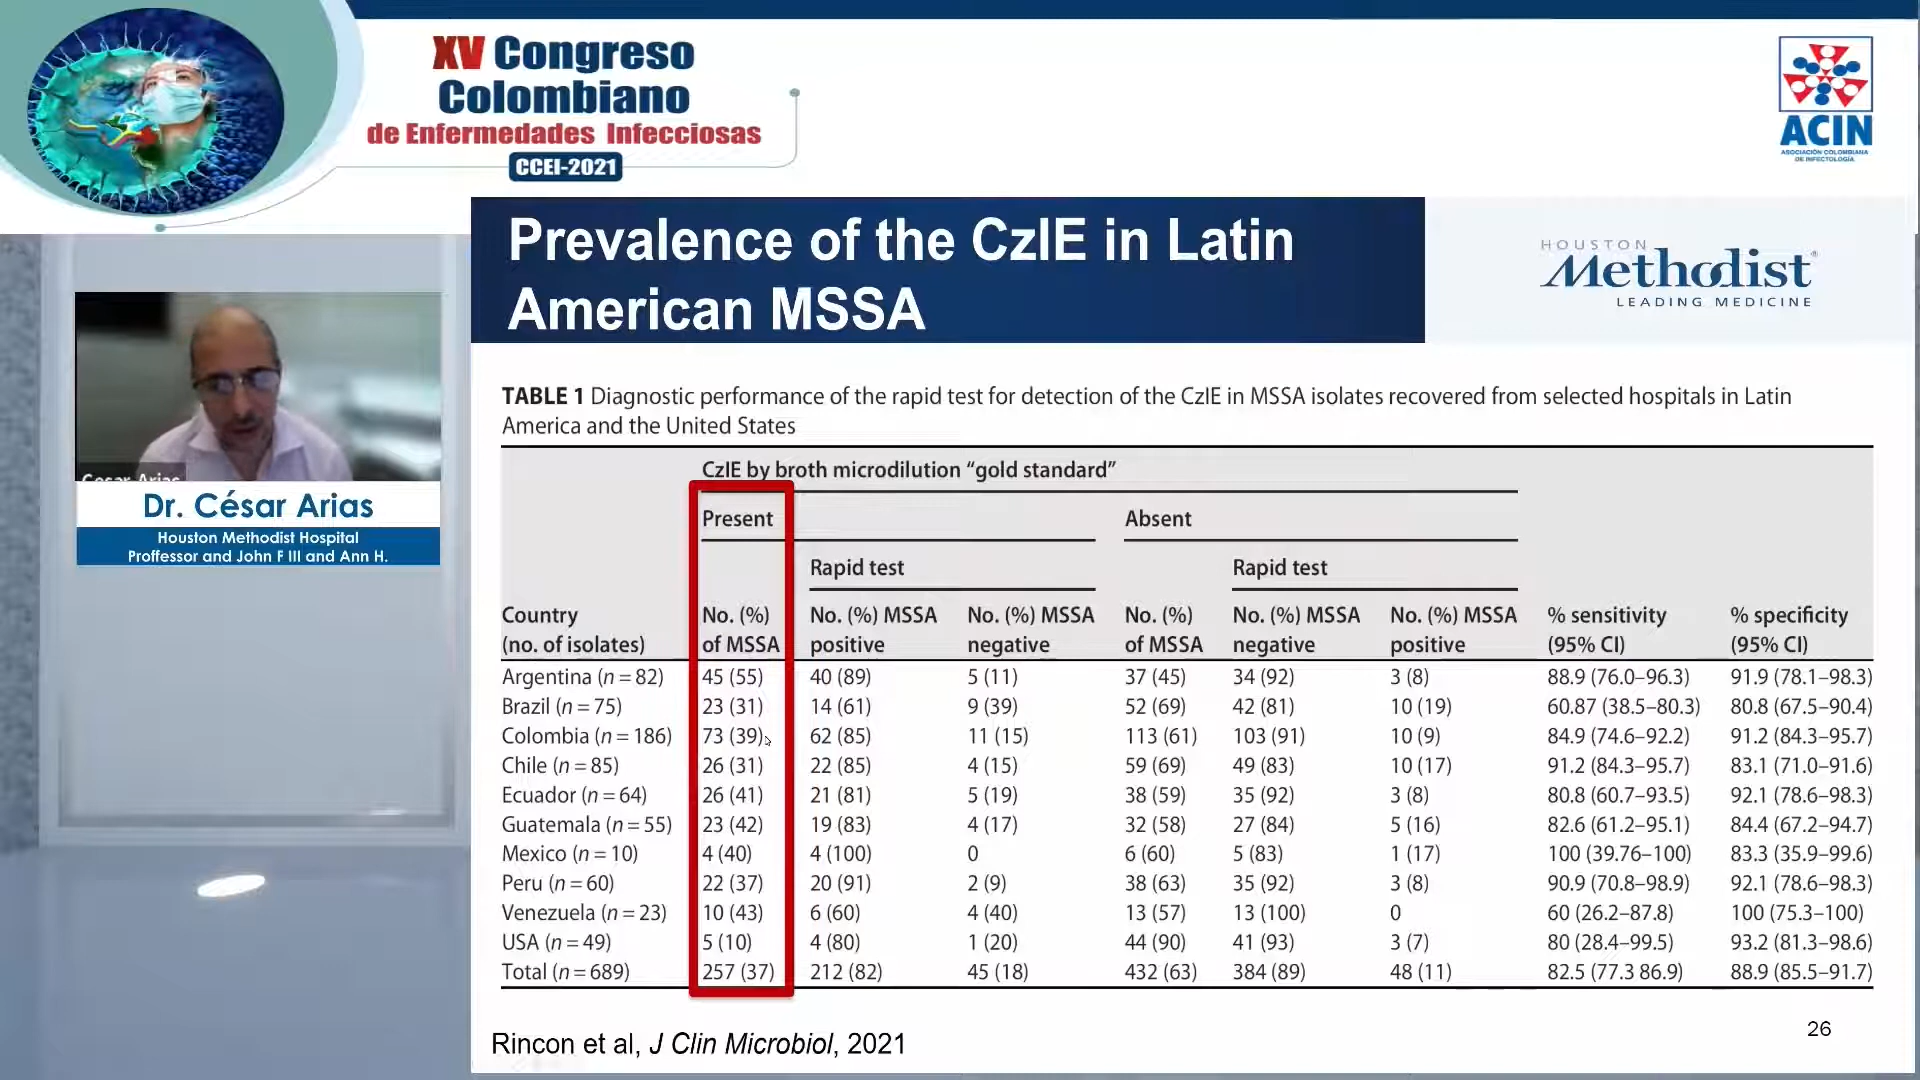 XV Congreso
Colombiano
de Enfermedades Infecciosas
CCEI-2021
ACIN
ASOCIACIÓN COLOMBIANA
DE INFECTOLOGÍA
Prevalence of the CzIE in Latin
American MSSA
HOUSTON
Methodist®
LEADING MEDICINE
Cesar Arias
Dr. César Arias
Houston Methodist Hospital
Proffessor and John F III and Ann H.
TABLE 1 Diagnostic performance of the rapid test for detection of the CzIE in MSSA isolates recovered from selected hospitals in Latin
America and the United States
CzIE by broth microdilution “gold standard”
Present Absent
Rapid test Rapid test
Country No. (%) No. (%) MSSA No. (%) MSSA No. (%) No. (%) MSSA No. (%) MSSA % sensitivity % specificity
(no. of isolates) of MSSA positive negative of MSSA negative positive (95% CI) (95% CI)
Argentina (n = 82) 45 (55) 40 (89) 5 (11) 37 (45) 34 (92) 3 (8) 88.9 (76.0–96.3) 91.9 (78.1–98.3)
Brazil (n = 75) 23 (31) 14 (61) 9 (39) 52 (69) 42 (81) 10 (19) 60.87 (38.5–80.3) 80.8 (67.5–90.4)
Colombia (n = 186) 73 (39) 62 (85) 11 (15) 113 (61) 103 (91) 10 (9) 84.9 (74.6–92.2) 91.2 (84.3–95.7)
Chile (n = 85) 26 (31) 22 (85) 4 (15) 59 (69) 49 (83) 10 (17) 91.2 (84.3–95.7) 83.1 (71.0–91.6)
Ecuador (n = 64) 26 (41) 21 (81) 5 (19) 38 (59) 35 (92) 3 (8) 80.8 (60.7–93.5) 92.1 (78.6–98.3)
Guatemala (n = 55) 23 (42) 19 (83) 4 (17) 32 (58) 27 (84) 5 (16) 82.6 (61.2–95.1) 84.4 (67.2–94.7)
Mexico (n = 10) 4 (40) 4 (100) 0 6 (60) 5 (83) 1 (17) 100 (39.76–100) 83.3 (35.9–99.6)
Peru (n = 60) 22 (37) 20 (91) 2 (9) 38 (63) 35 (92) 3 (8) 90.9 (70.8–98.9) 92.1 (78.6–98.3)
Venezuela (n = 23) 10 (43) 6 (60) 4 (40) 13 (57) 13 (100) 0 60 (26.2–87.8) 100 (75.3–100)
USA (n = 49) 5 (10) 4 (80) 1 (20) 44 (90) 41 (93) 3 (7) 80 (28.4–99.5) 93.2 (81.3–98.6)
Total (n = 689) 257 (37) 212 (82) 45 (18) 432 (63) 384 (89) 48 (11) 82.5 (77.3 86.9) 88.9 (85.5–91.7)
Rincon et al, J Clin Microbiol, 2021
26